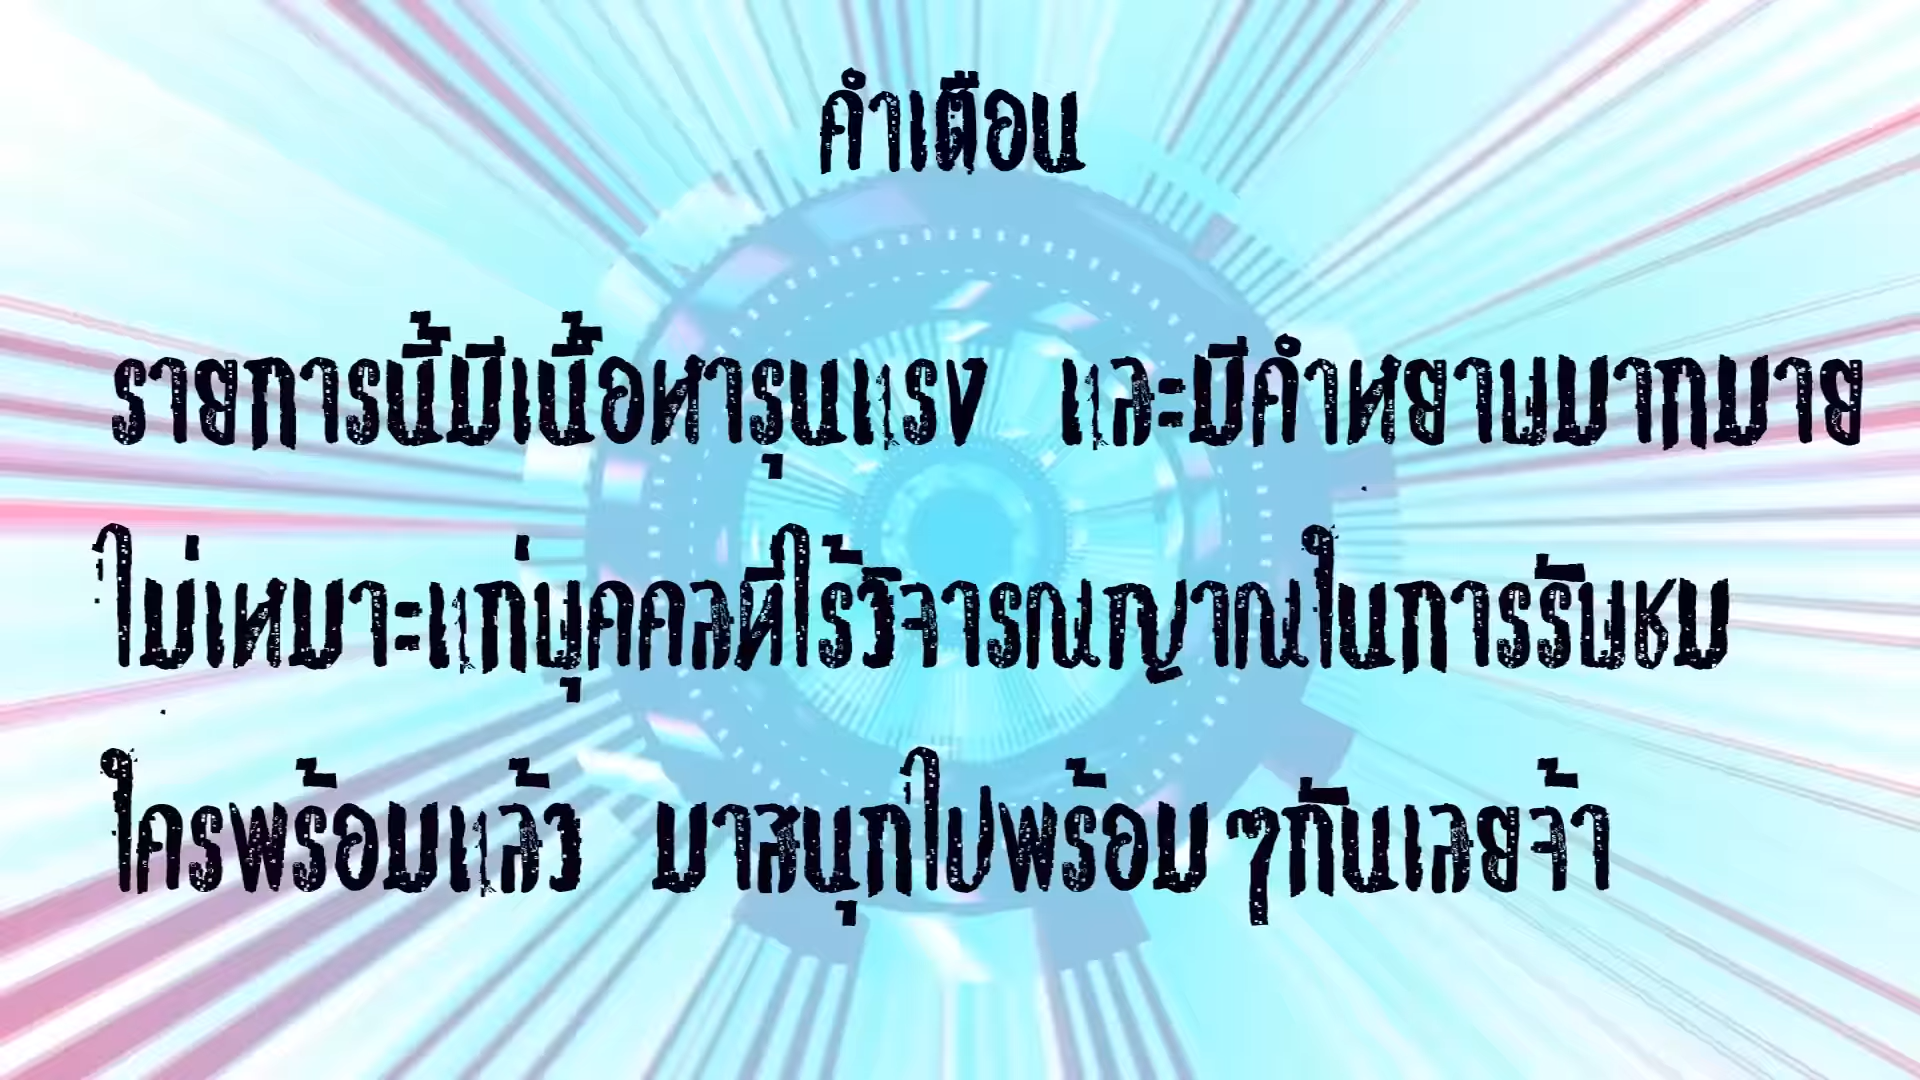 คำเตือน
รายการนี้มีเนื้อหารุนแรง และมีคำหยาบมากมาย
ไม่เหมาะแก่บุคคลที่ไร้วิจารณญาณในการรับชม
ใครพร้อมแล้ว มาสนุกไปพร้อมๆกันเลยจ้า